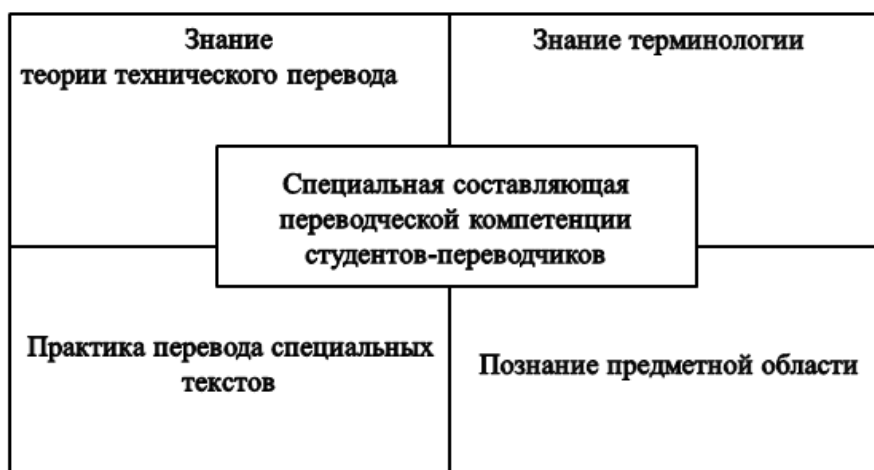 Знание
теории технического перевода
Знание терминологии
Специальная составляющая
переводческой компетенции
студентов-переводчиков
Практика перевода специальных
текстов
Познание предметной области